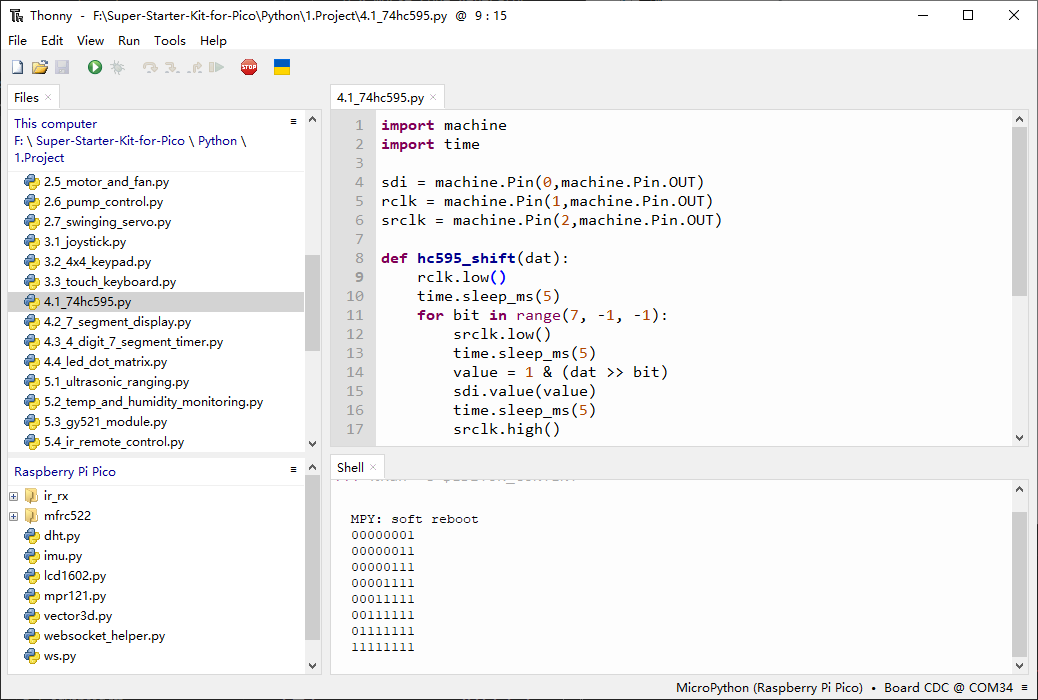 Thonny - F:\Super-Starter-Kit-for-Pico\Python\1.Project\4.1_74hc595.py @ 9 : 15
File Edit View Run Tools Help
STOP
Files
This computer
F: \ Super-Starter-Kit-for-Pico \ Python \
1.Project
2.5_motor_and_fan.py
2.6_pump_control.py
2.7_swinging_servo.py
3.1_joystick.py
3.2_4x4_keypad.py
3.3_touch_keyboard.py
4.1_74hc595.py
4.2_7_segment_display.py
4.3_4_digit_7_segment_timer.py
4.4_led_dot_matrix.py
5.1_ultrasonic_ranging.py
5.2_temp_and_humidity_monitoring.py
5.3_gy521_module.py
5.4_ir_remote_control.py
Raspberry Pi Pico
ir_rx
mfrc522
dht.py
imu.py
lcd1602.py
mpr121.py
vector3d.py
websocket_helper.py
ws.py
4.1_74hc595.py
1 import machine
2 import time
3
4 sdi = machine.Pin(0,machine.Pin.OUT)
5 rclk = machine.Pin(1,machine.Pin.OUT)
6 srclk = machine.Pin(2,machine.Pin.OUT)
7
8 def hc595_shift(dat):
9 rclk.low()
10 time.sleep_ms(5)
11 for bit in range(7, -1, -1):
12 srclk.low()
13 time.sleep_ms(5)
14 value = 1 & (dat >> bit)
15 sdi.value(value)
16 time.sleep_ms(5)
17 srclk.high()
Shell
MPY: soft reboot
00000001
00000011
00000111
00001111
00011111
00111111
01111111
11111111
MicroPython (Raspberry Pi Pico) • Board CDC @ COM34